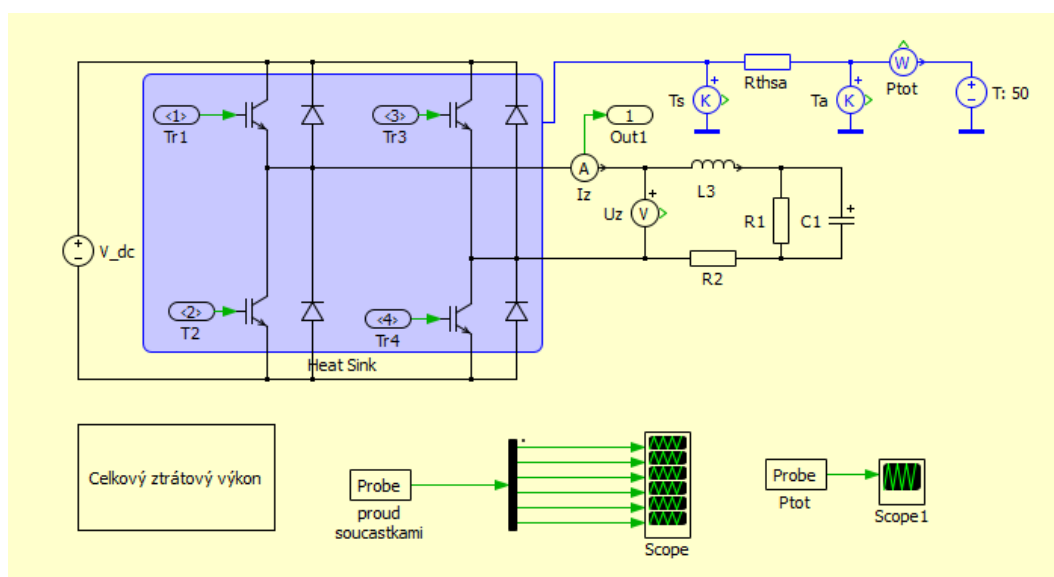 <1>
Tr1
<3>
Tr3
<2>
T2
<4>
Tr4
Heat Sink
V_dc
1
Out1
A
Iz
Uz
V
L3
R1
C1
R2
Ts
K
Rthsa
Ta
K
W
Ptot
T: 50
Celkový ztrátový výkon
Probe
proud
soucastkami
Scope
Probe
Ptot
Scope1